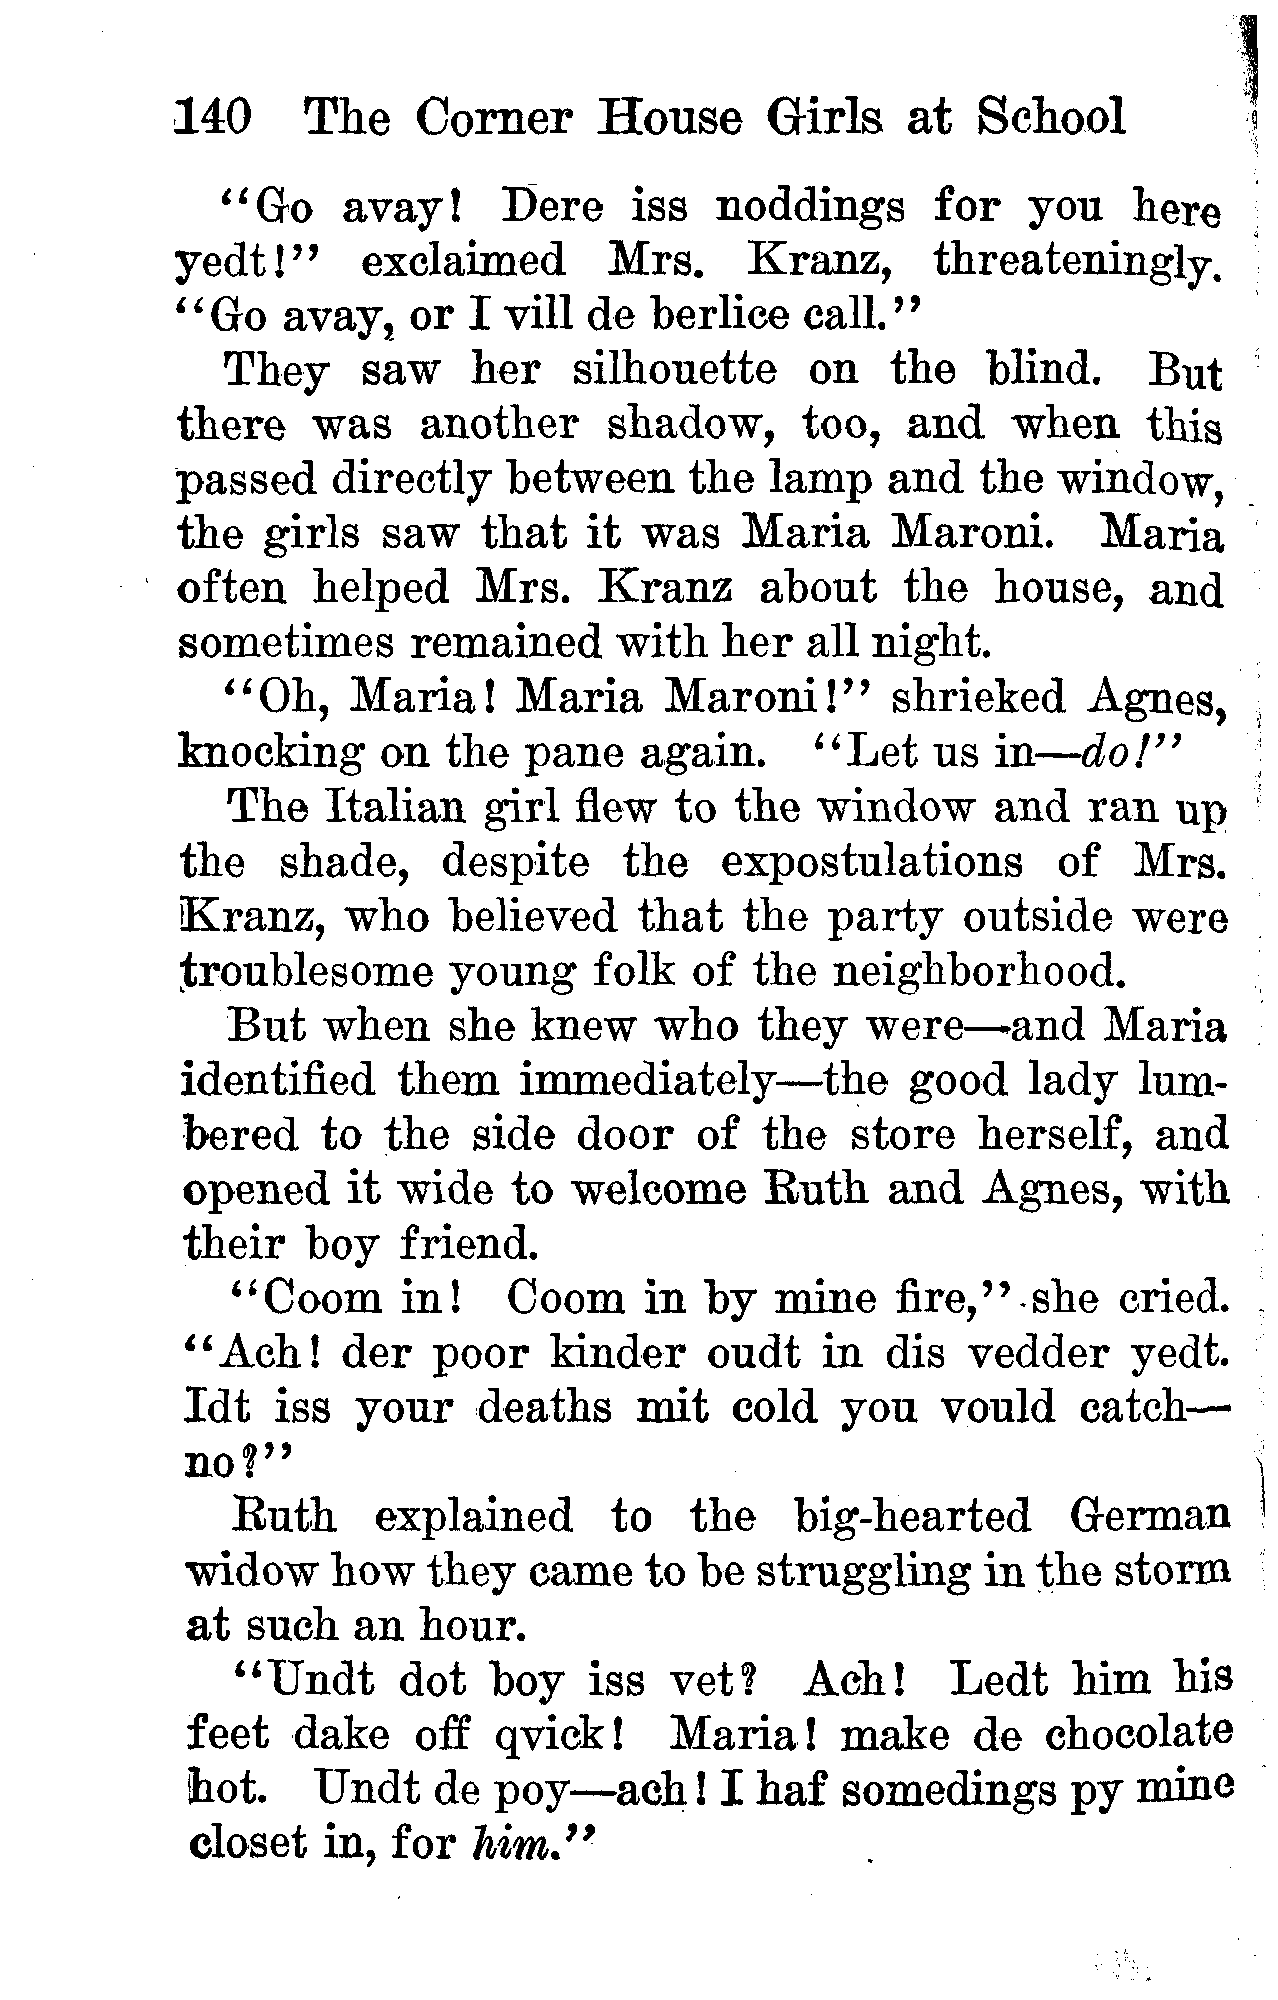 140 The Corner House Girls at School
"Go avay! Dere iss noddings for you here
yedt!" exclaimed Mrs. Kranz, threateningly.
"Go avay, or I vill de berlice call."
They saw her silhouette on the blind. But
there was another shadow, too, and when this
passed directly between the lamp and the window,
the girls saw that it was Maria Maroni. Maria
often helped Mrs. Kranz about the house, and
sometimes remained with her all night.
"Oh, Maria! Maria Maroni!" shrieked Agnes,
knocking on the pane again. "Let us in—do!"
The Italian girl flew to the window and ran up
the shade, despite the expostulations of Mrs.
Kranz, who believed that the party outside were
troublesome young folk of the neighborhood.
But when she knew who they were—and Maria
identified them immediately—the good lady lum-
bered to the side door of the store herself, and
opened it wide to welcome Ruth and Agnes, with
their boy friend.
"Coom in! Coom in by mine fire," she cried.
"Ach! der poor kinder oudt in dis vedder yedt.
Idt iss your deaths mit cold you vould catch—
no?"
Ruth explained to the big-hearted German
widow how they came to be struggling in the storm
at such an hour.
"Undt dot boy iss vet? Ach! Ledt him his
feet dake off qvick! Maria! make de chocolate
hot. Undt de poy—ach! I haf somedings py mine
closet in, for him."